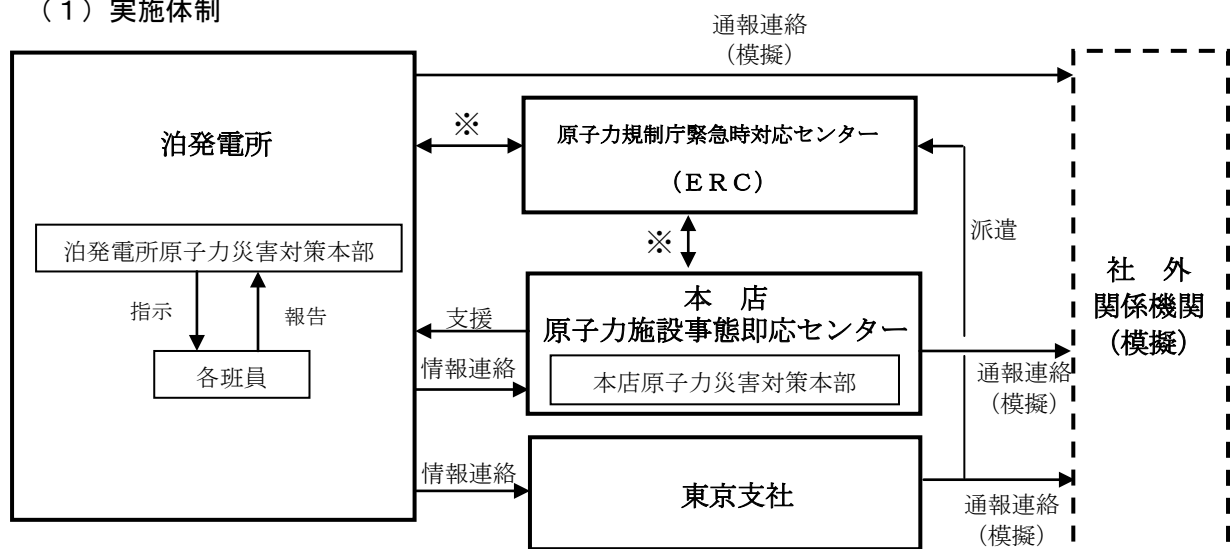 （１）実施体制
通報連絡
（模擬）
泊発電所
※
原子力規制庁緊急時対応センター
（ＥＲＣ）
泊発電所原子力災害対策本部
※
派遣
指示
報告
各班員
支援
情報連絡
本　店
原子力施設事態即応センター
本店原子力災害対策本部
社　外
関係機関
（模擬）
通報連絡
（模擬）
情報連絡
東京支社
通報連絡
（模擬）